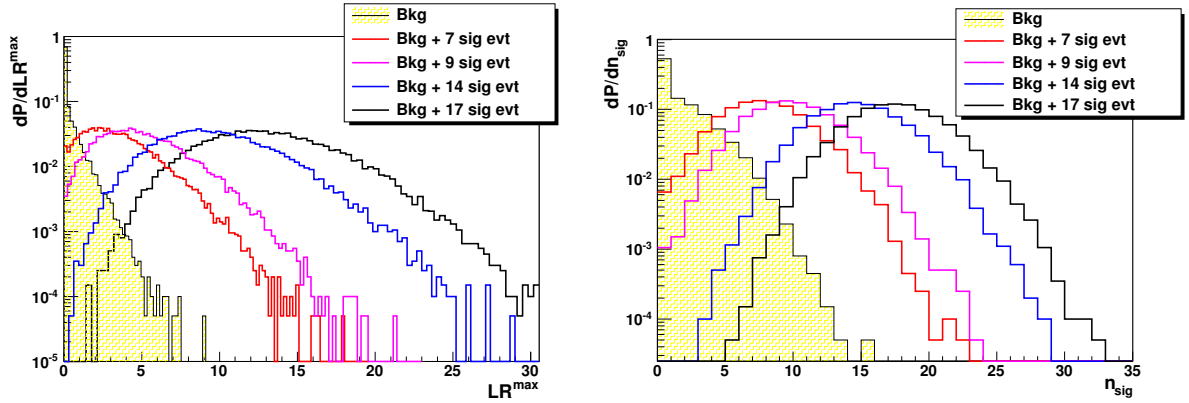 Bkg
Bkg + 7 sig evt
Bkg + 9 sig evt
Bkg + 14 sig evt
Bkg + 17 sig evt
dP/dLR^max
1
10^-1
10^-2
10^-3
10^-4
10^-5
0 5 10 15 20 25 30
LR^max
Bkg
Bkg + 7 sig evt
Bkg + 9 sig evt
Bkg + 14 sig evt
Bkg + 17 sig evt
dP/dn_sig
1
10^-1
10^-2
10^-3
10^-4
0 5 10 15 20 25 30 35
n_sig